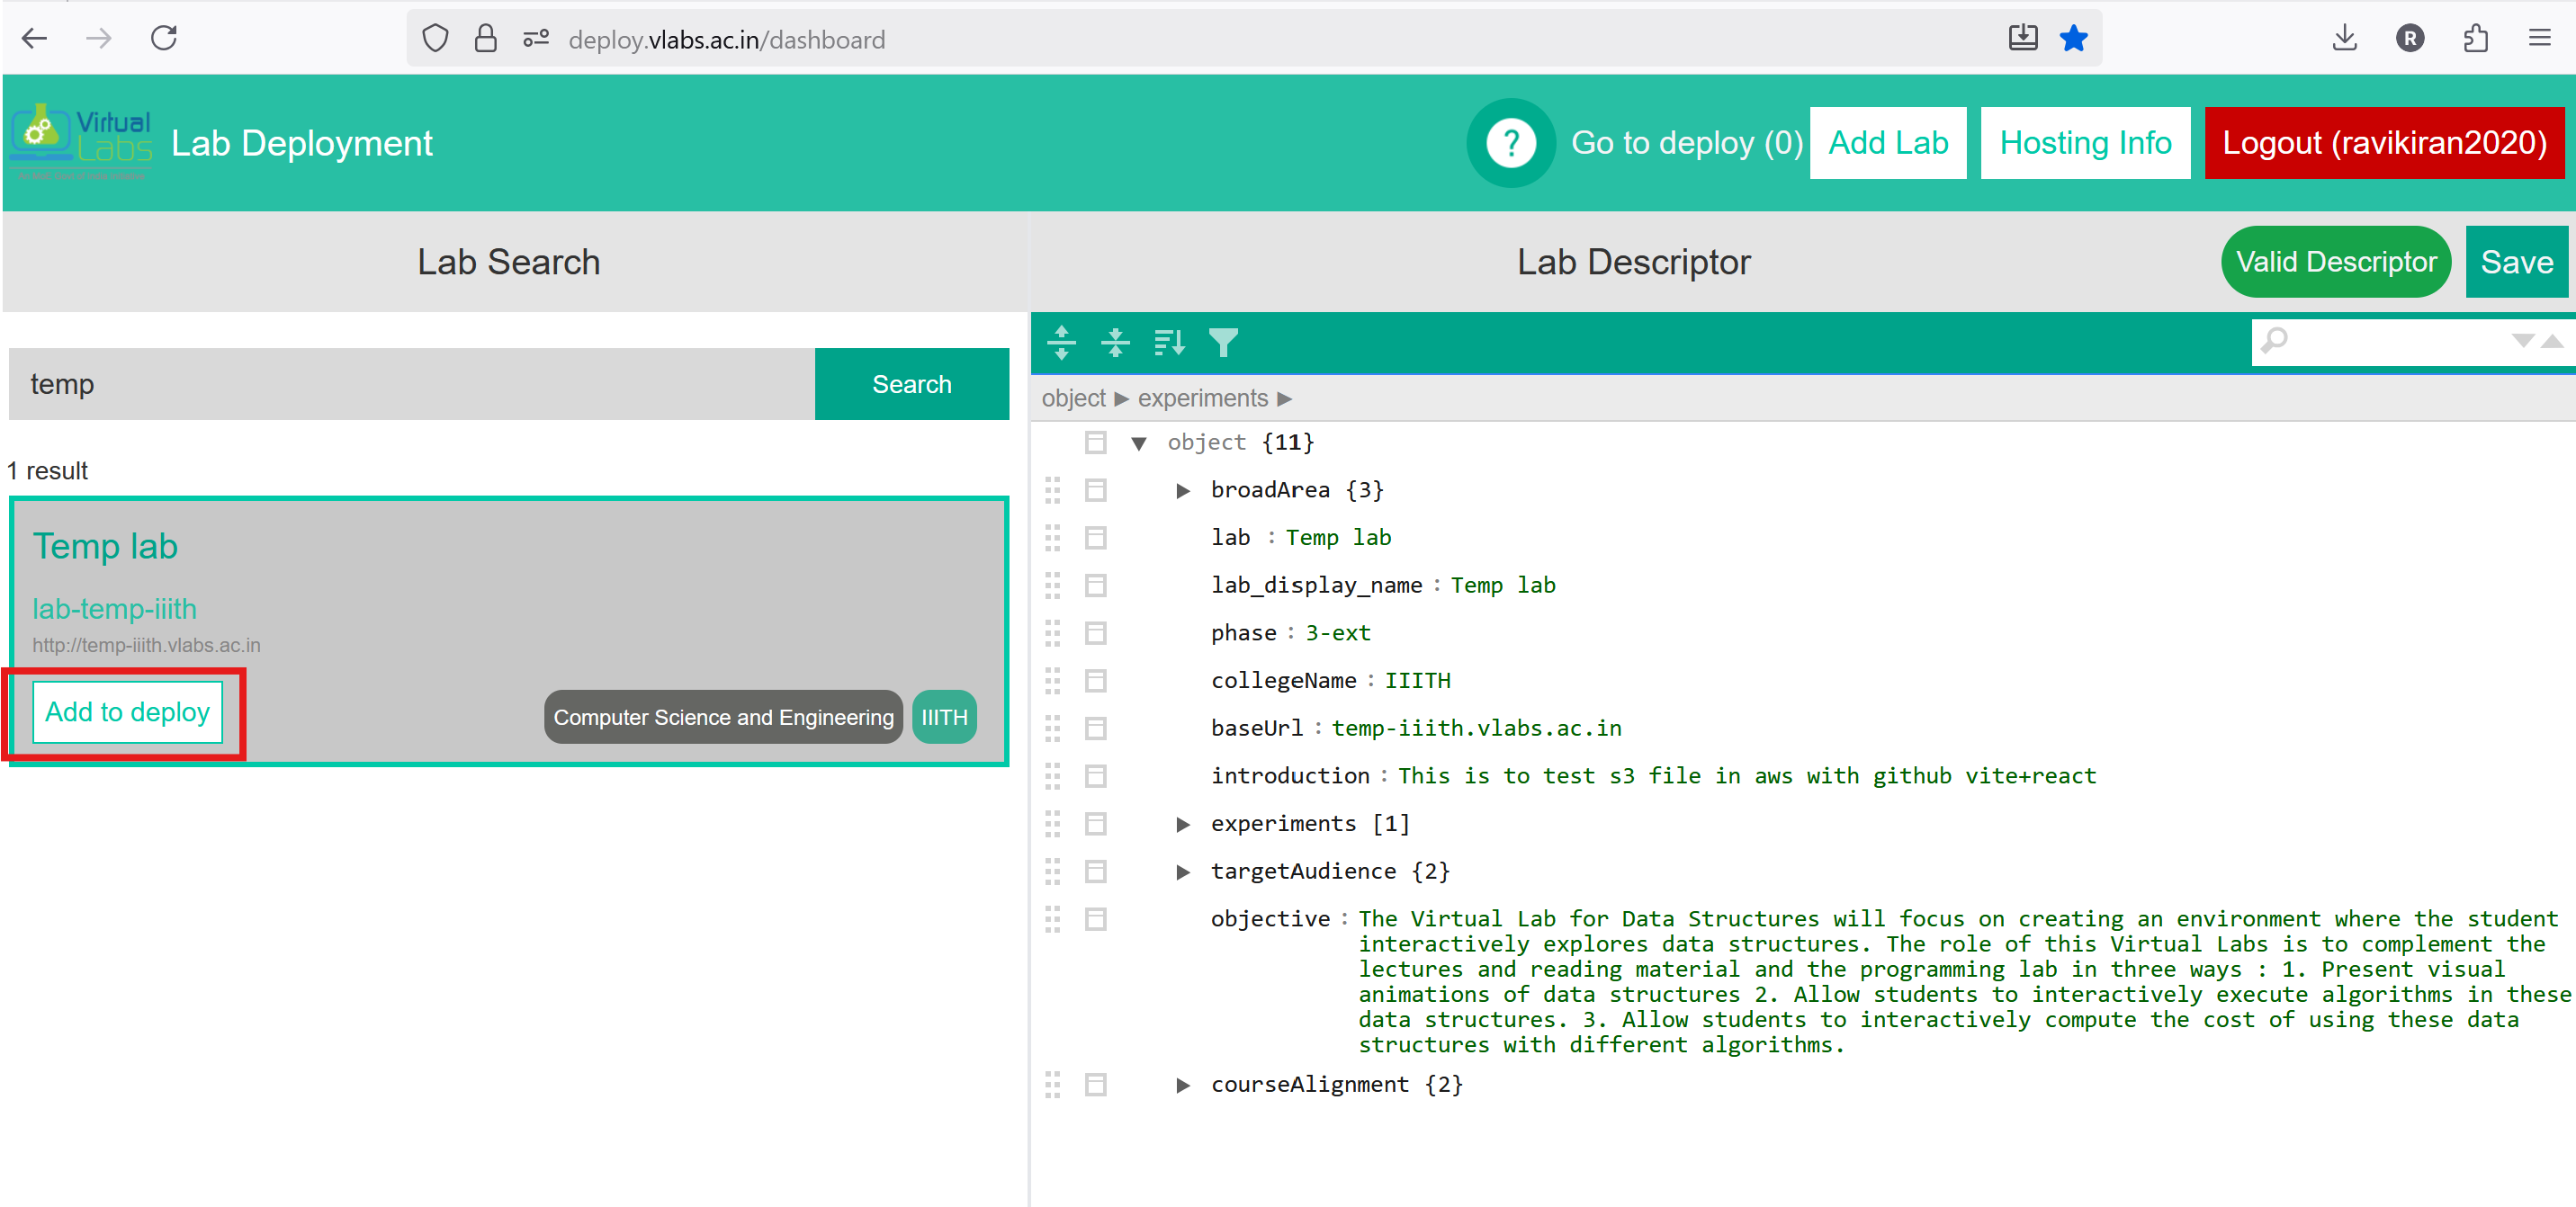 deploy.vlabs.ac.in/dashboard
R
Virtual
Labs
Lab Deployment
?
Go to deploy (0)
Add Lab
Hosting Info
Logout (ravikiran2020)
Lab Search
Lab Descriptor
Valid Descriptor
Save
temp
Search
object ▶ experiments ▶
1 result
Temp lab
lab-temp-iiith
http://temp-iiith.vlabs.ac.in
Add to deploy
Computer Science and Engineering
IIITH
object {11}
broadArea {3}
lab : Temp lab
lab_display_name : Temp lab
phase : 3-ext
collegeName : IIITH
baseUrl : temp-iiith.vlabs.ac.in
introduction : This is to test s3 file in aws with github vite+react
experiments [1]
targetAudience {2}
objective : The Virtual Lab for Data Structures will focus on creating an environment where the student
interactively explores data structures. The role of this Virtual Labs is to complement the
lectures and reading material and the programming lab in three ways : 1. Present visual
animations of data structures 2. Allow students to interactively execute algorithms in these
data structures. 3. Allow students to interactively compute the cost of using these data
structures with different algorithms.
courseAlignment {2}